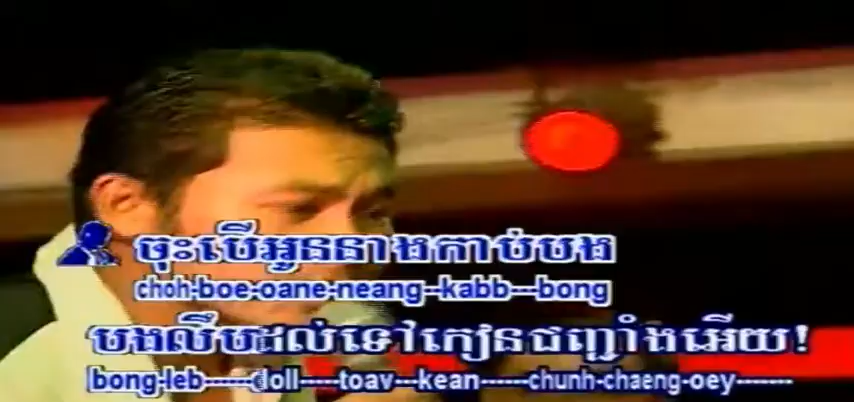 ចុះបើអូននាងកាប់បង
choh-boe-oane-neang--kabb---bong
បងលឹបដល់ទៅកៀនជញ្ជាំងអើយ!
bong-leb------doll-----toav---kean------chunh-chaeng-oey-------